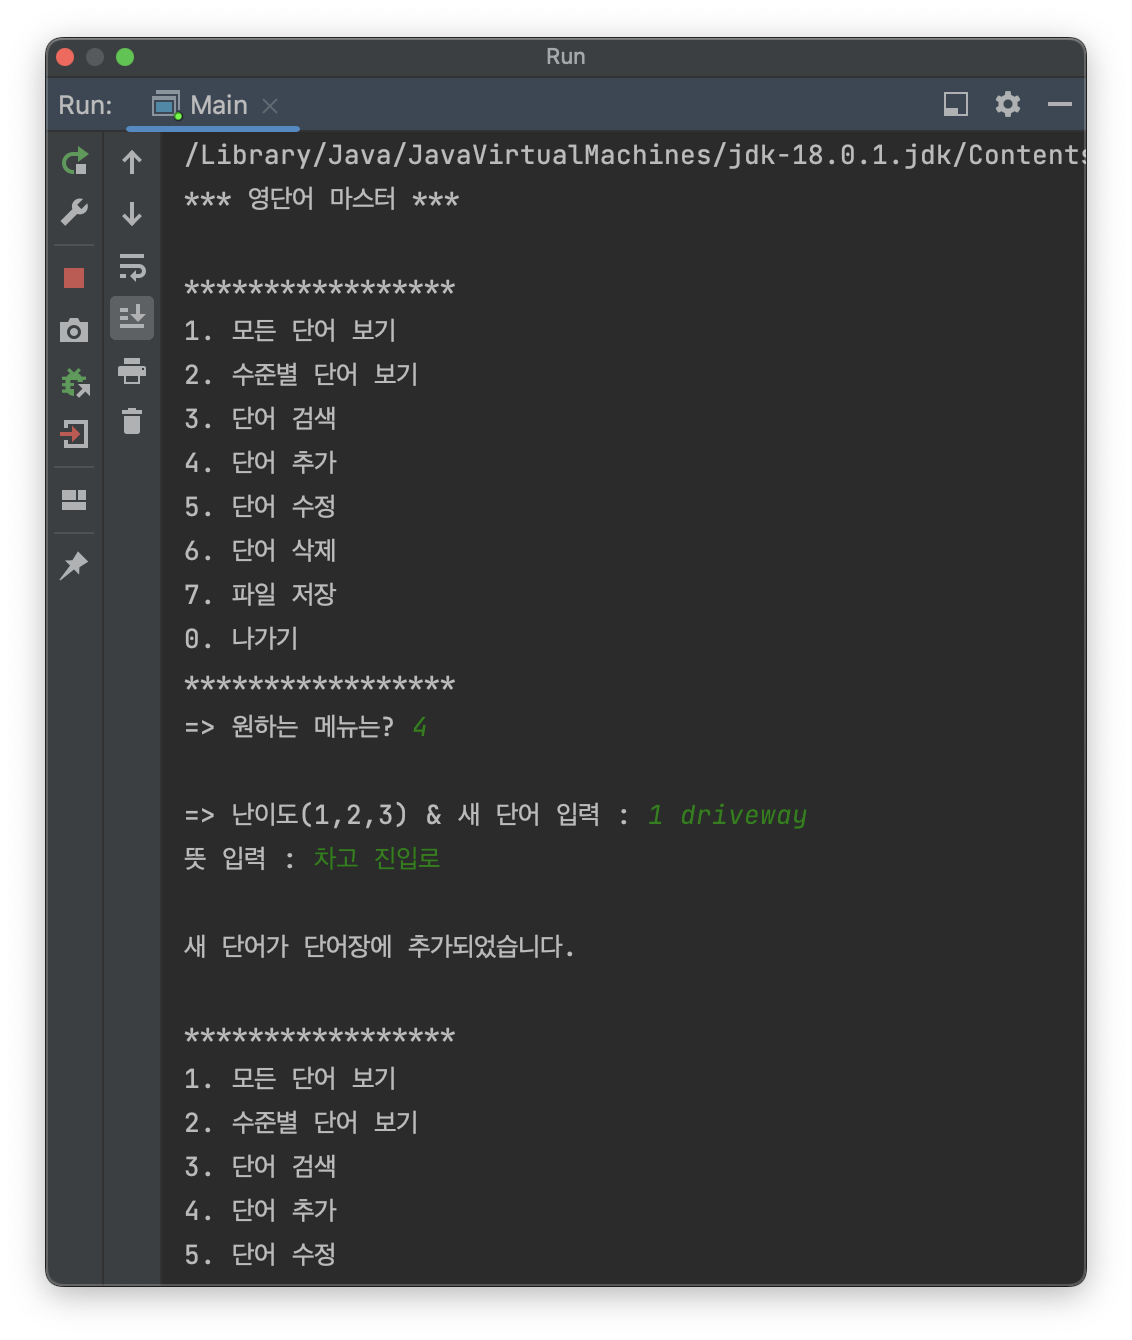 Run
Run: Main
/Library/Java/JavaVirtualMachines/jdk-18.0.1.jdk/Contents
*** 영단어 마스터 ***
*****************
1. 모든 단어 보기
2. 수준별 단어 보기
3. 단어 검색
4. 단어 추가
5. 단어 수정
6. 단어 삭제
7. 파일 저장
0. 나가기
*****************
=> 원하는 메뉴는? 4
=> 난이도(1,2,3) & 새 단어 입력 : 1 driveway
뜻 입력 : 차고 진입로
새 단어가 단어장에 추가되었습니다.
*****************
1. 모든 단어 보기
2. 수준별 단어 보기
3. 단어 검색
4. 단어 추가
5. 단어 수정